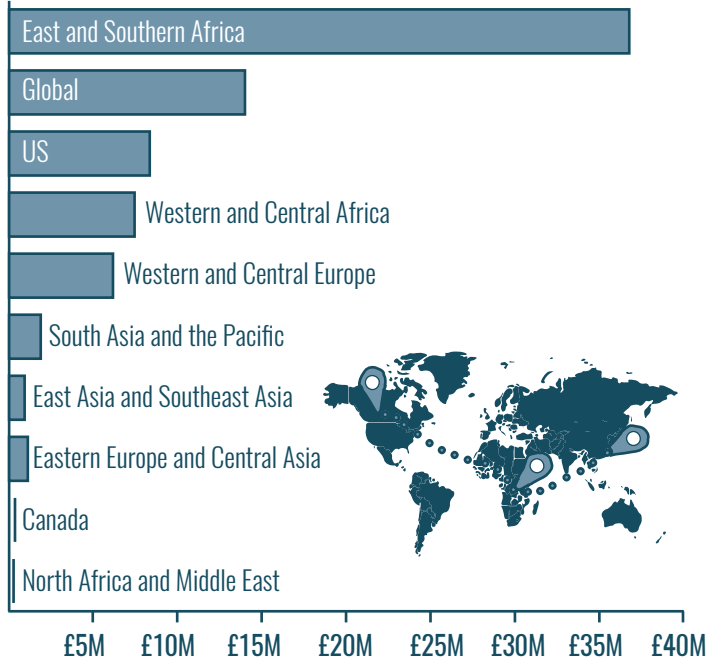 East and Southern Africa
Global
US
Western and Central Africa
Western and Central Europe
South Asia and the Pacific
East Asia and Southeast Asia
Eastern Europe and Central Asia
Canada
North Africa and Middle East
£5M £10M £15M £20M £25M £30M £35M £40M